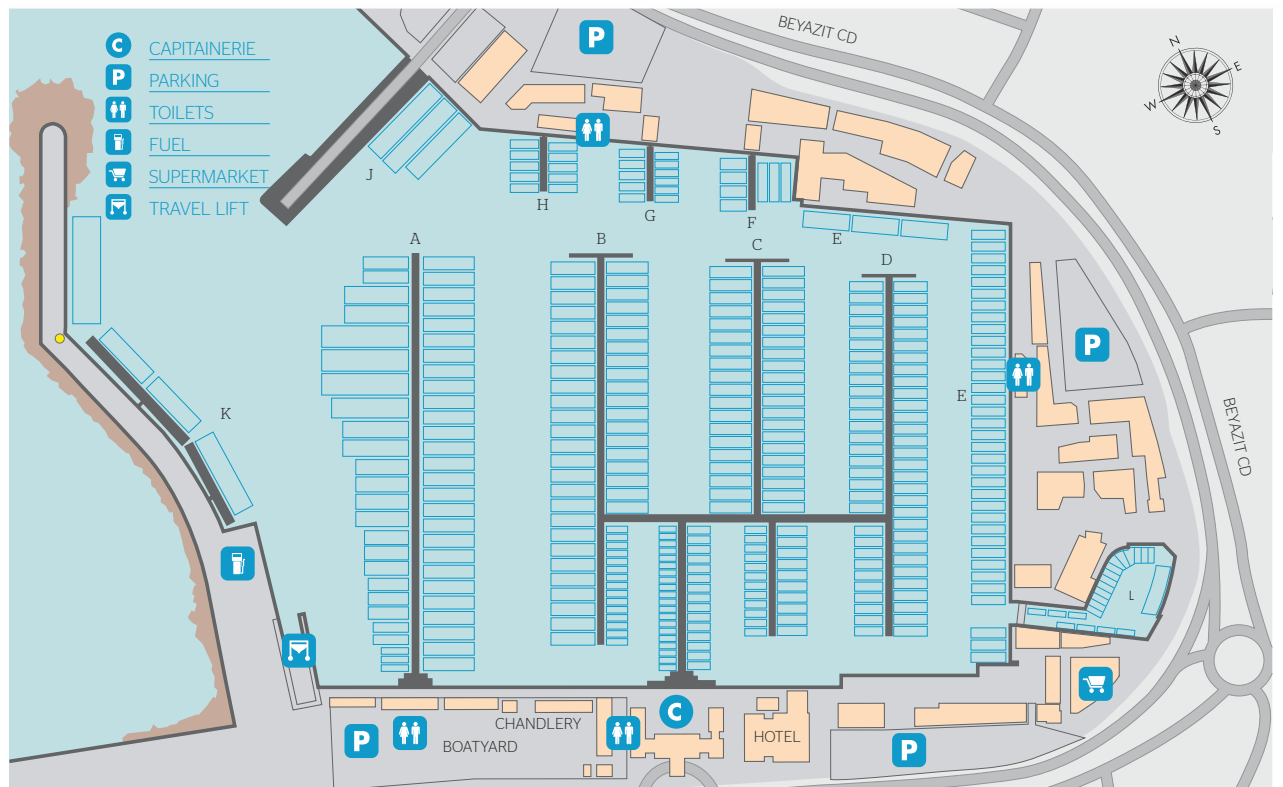 BEYAZIT CD
P
C CAPITAINERIE
P PARKING
TOILETS
FUEL
SUPERMARKET
TRAVEL LIFT
N
E
W
S
J
H
G
F
E
A
B
C
D
P
E
K
BEYAZIT CD
L
C
CHANDLERY
HOTEL
P
BOATYARD
P